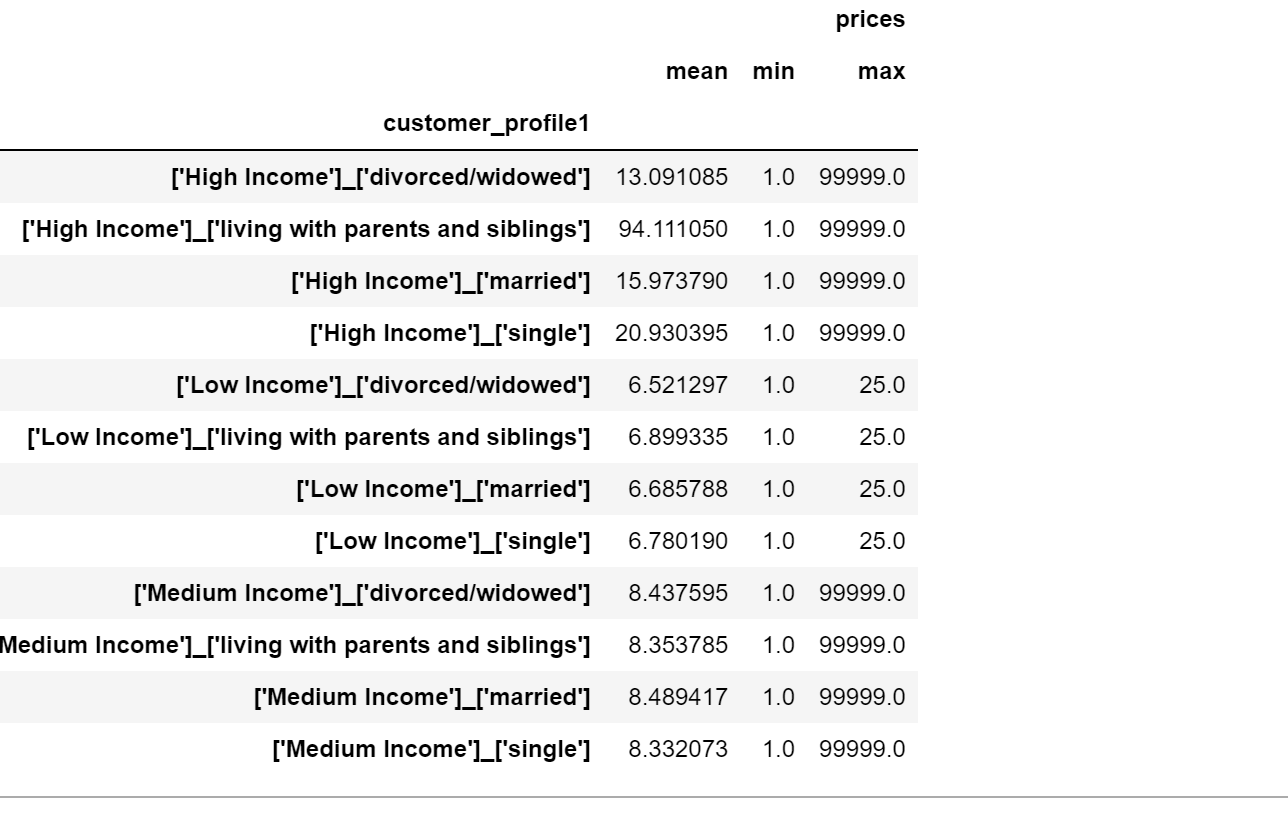 prices
mean min max
customer_profile1
['High Income']_['divorced/widowed'] 13.091085 1.0 99999.0
['High Income']_['living with parents and siblings'] 94.111050 1.0 99999.0
['High Income']_['married'] 15.973790 1.0 99999.0
['High Income']_['single'] 20.930395 1.0 99999.0
['Low Income']_['divorced/widowed'] 6.521297 1.0 25.0
['Low Income']_['living with parents and siblings'] 6.899335 1.0 25.0
['Low Income']_['married'] 6.685788 1.0 25.0
['Low Income']_['single'] 6.780190 1.0 25.0
['Medium Income']_['divorced/widowed'] 8.437595 1.0 99999.0
Medium Income']_['living with parents and siblings'] 8.353785 1.0 99999.0
['Medium Income']_['married'] 8.489417 1.0 99999.0
['Medium Income']_['single'] 8.332073 1.0 99999.0